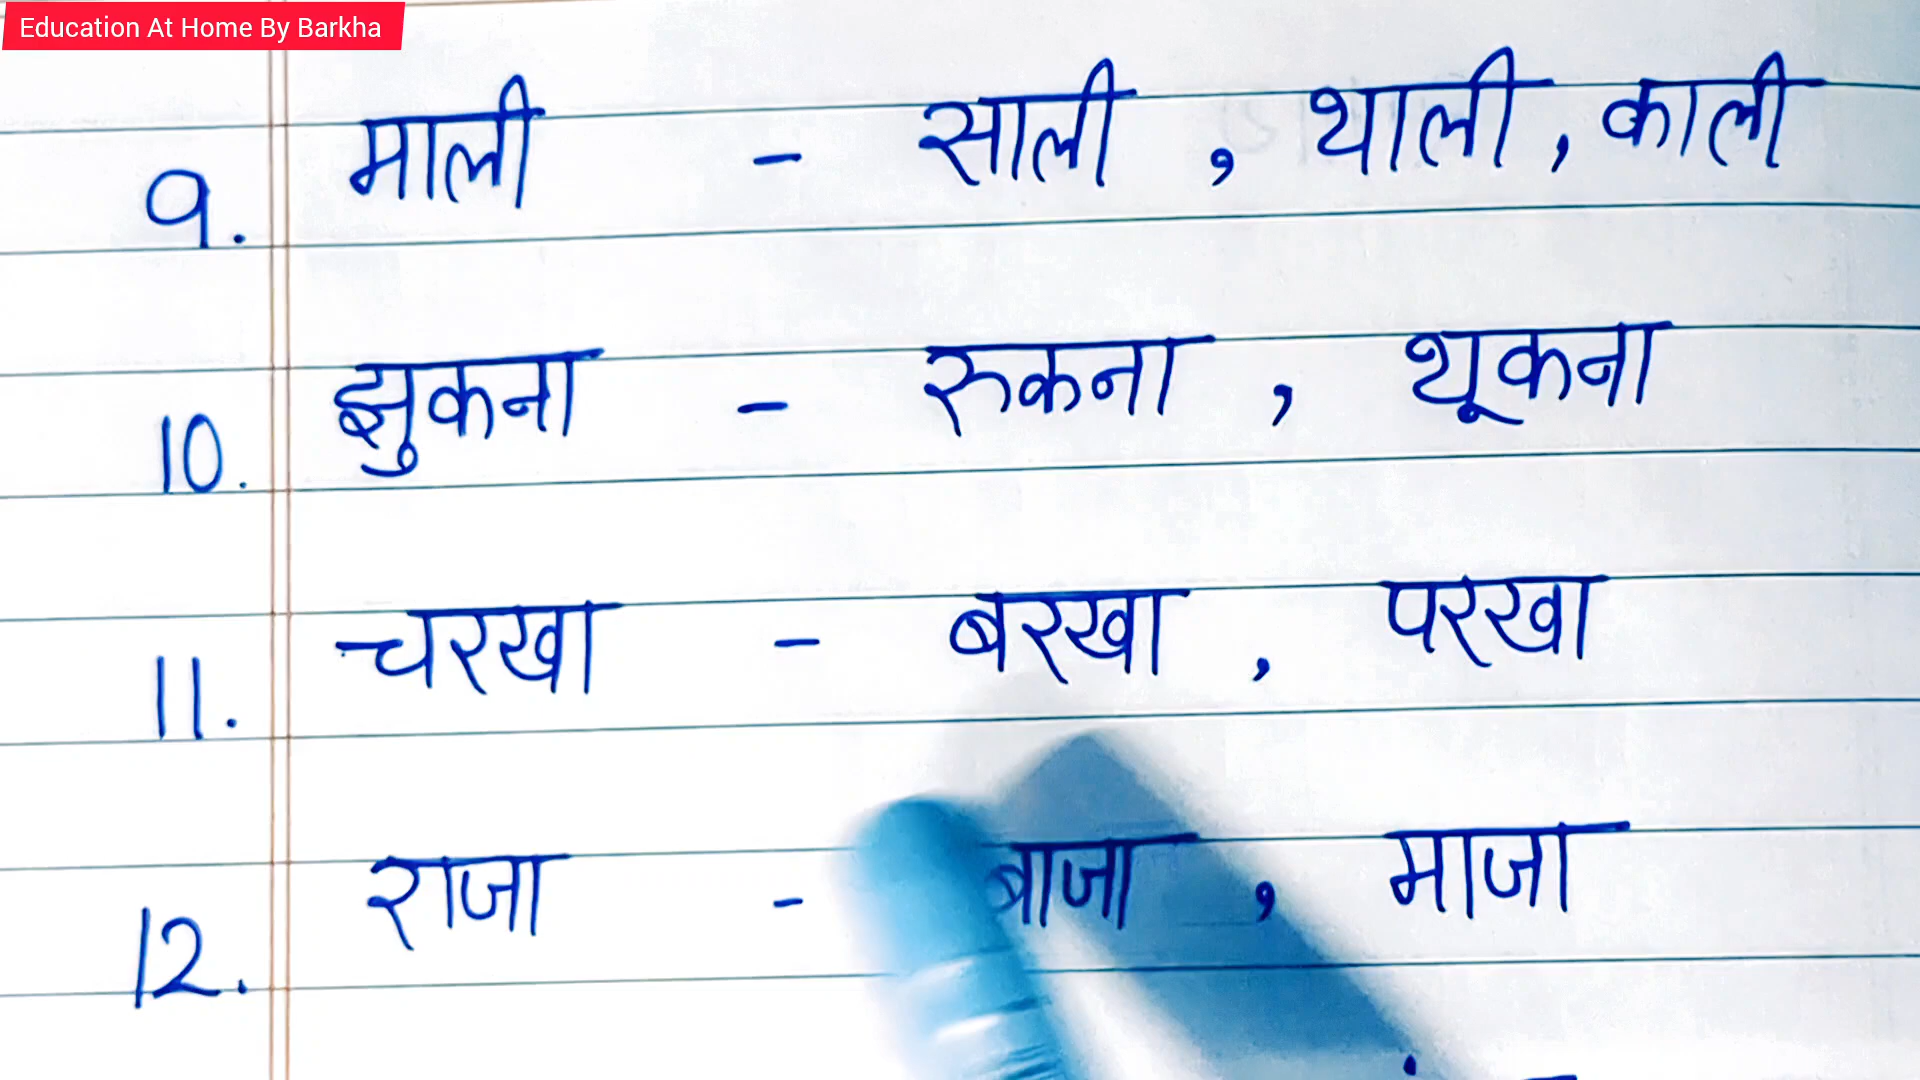 Education At Home By Barkha
9. माली - साली , थाली , काली
10. झुकना - रुकना , थूकना
11. चरखा - बरखा , परखा
12. राजा - बाजा , माजा